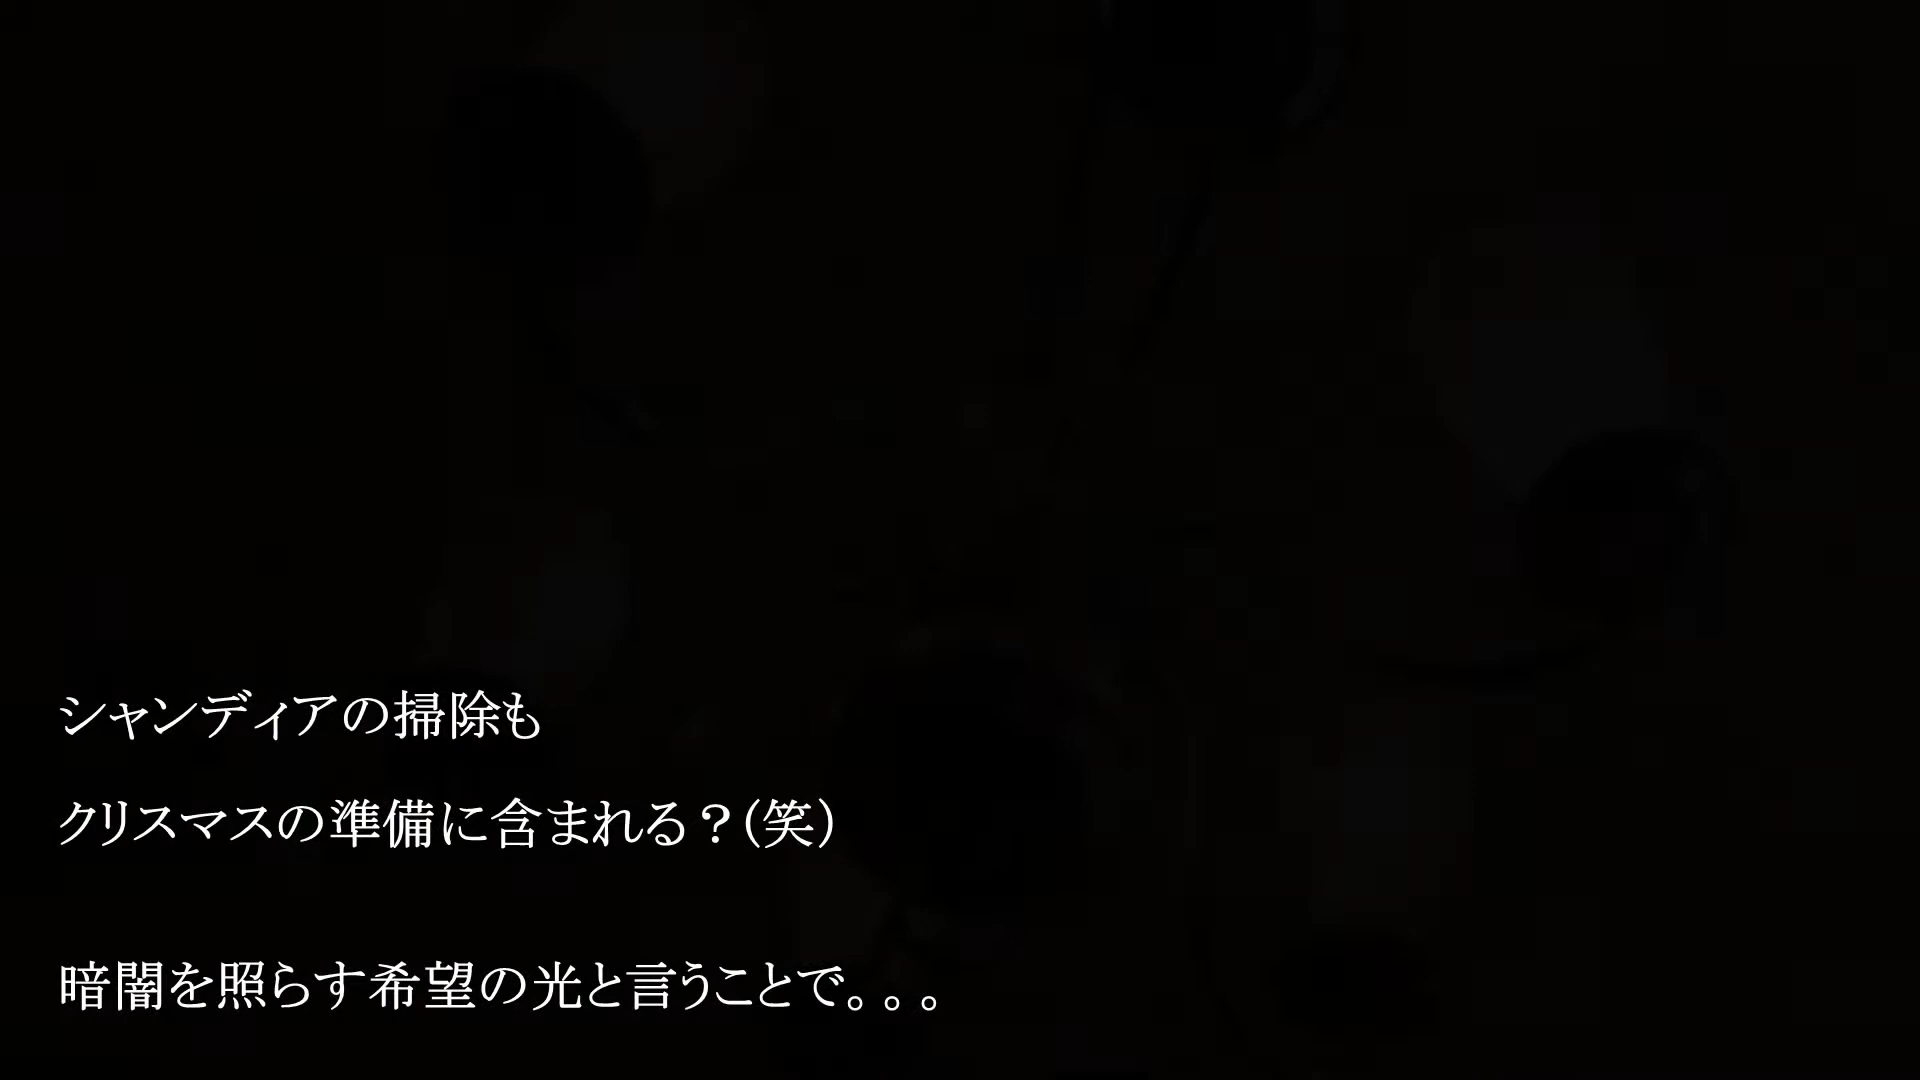 シャンディアの掃除も
クリスマスの準備に含まれる？（笑）
暗闇を照らす希望の光と言うことで。。。